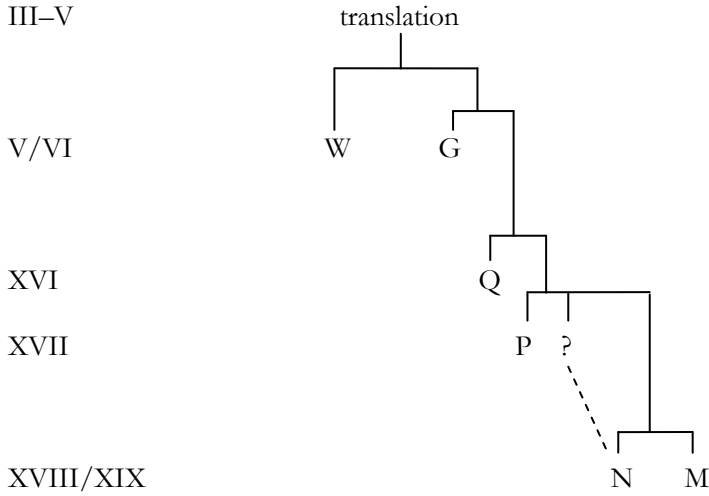 III–V translation
V/VI W G
XVI Q
XVII P ?
XVIII/XIX N M